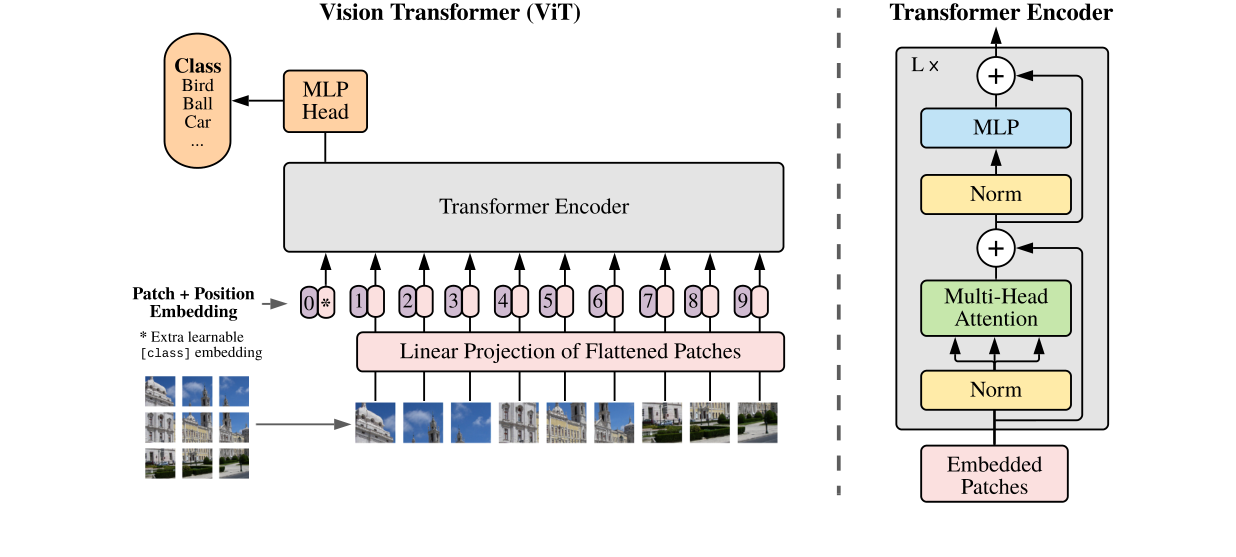 Vision Transformer (ViT)
Class
Bird
Ball
Car
...
MLP
Head
Transformer Encoder
Patch + Position
Embedding
0 * 1 2 3 4 5 6 7 8 9
* Extra learnable
[class] embedding
Linear Projection of Flattened Patches
Transformer Encoder
L ×
+
MLP
Norm
+
Multi-Head
Attention
Norm
Embedded
Patches